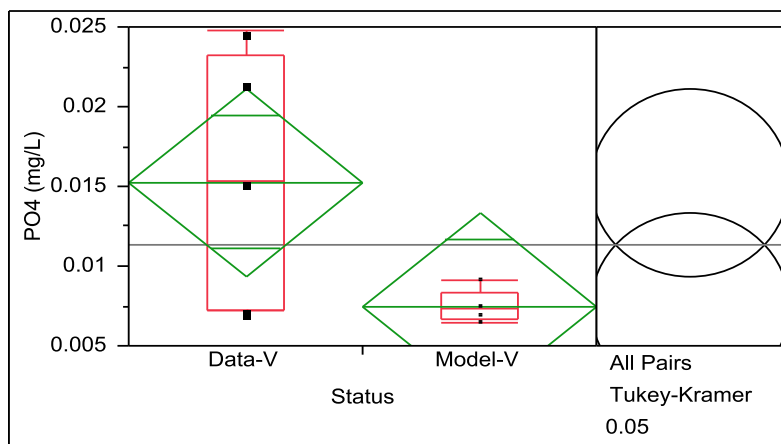 0.025
0.02
0.015
0.01
0.005
PO4 (mg/L)
Data-V
Model-V
Status
All Pairs
Tukey-Kramer
0.05